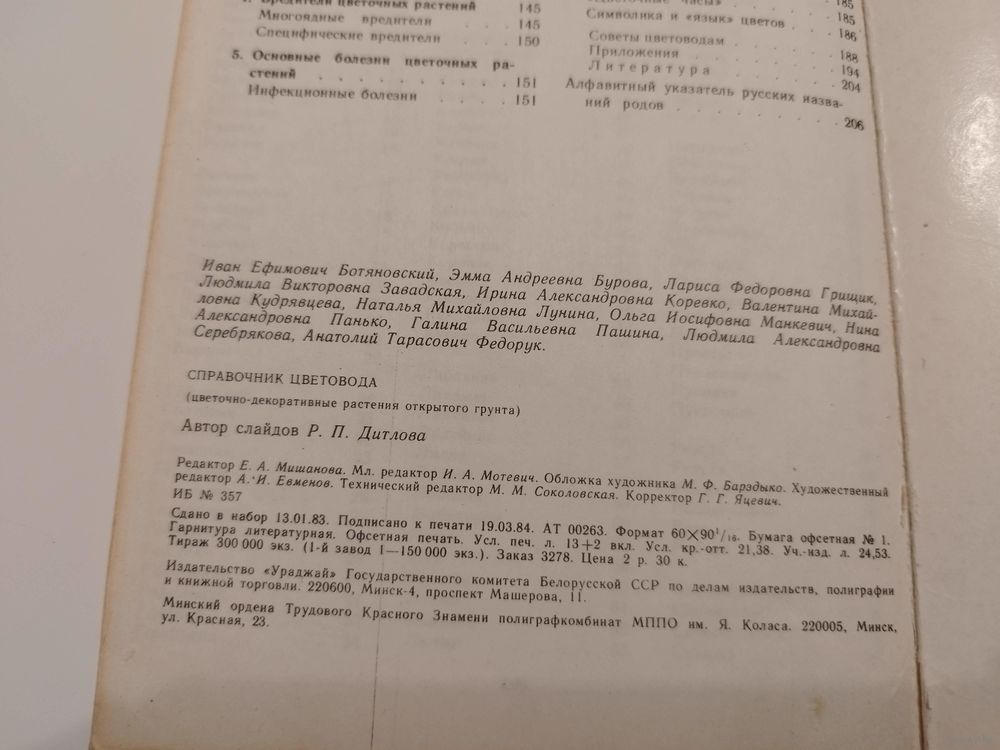 Вредители цветочных растений 145
Многоядные вредители 145
Специфические вредители . . . . 150
5. Основные болезни цветочных ра-
стений . . . . . . . . 151
Инфекционные болезни . . . . 151
часы» 185
Символика и «язык» цветов . . . 185
Советы цветоводам . . . . . 186
Приложения . . . . . . . 188
Литература . . . . . . 194
Алфавитный указатель русских назва- 204
ний родов . . . . . . . . 206
Иван Ефимович Ботяновский, Эмма Андреевна Бурова, Лариса Федоровна Грищик,
Людмила Викторовна Завадская, Ирина Александровна Коревко, Валентина Михай-
ловна Кудрявцева, Наталья Михайловна Лунина, Ольга Иосифовна Манкевич, Нина
Александровна Панько, Галина Васильевна Пашина, Людмила Александровна
Серебрякова, Анатолий Тарасович Федорук.
СПРАВОЧНИК ЦВЕТОВОДА
(цветочно-декоративные растения открытого грунта)
Автор слайдов Р. П. Дитлова
Редактор Е. А. Мишанова. Мл. редактор И. А. Мотевич. Обложка художника М. Ф. Барэдыко. Художественный
редактор А. И. Евменов. Технический редактор М. М. Соколовская. Корректор Г. Г. Яцевич.
ИБ № 357
Сдано в набор 13.01.83. Подписано к печати 19.03.84. АТ 00263. Формат 60×90¹/₁₆. Бумага офсетная № 1.
Гарнитура литературная. Офсетная печать. Усл. печ. л. 13+2 вкл. Усл. кр.-отт. 21,38. Уч.-изд. л. 24,53.
Тираж 300 000 экз. (1-й завод 1—150 000 экз.). Заказ 3278. Цена 2 р. 30 к.
Издательство «Ураджай» Государственного комитета Белорусской ССР по делам издательств, полиграфии
и книжной торговли. 220600, Минск-4, проспект Машерова, 11.
Минский ордена Трудового Красного Знамени полиграфкомбинат МППО им. Я. Коласа. 220005, Минск,
ул. Красная, 23.